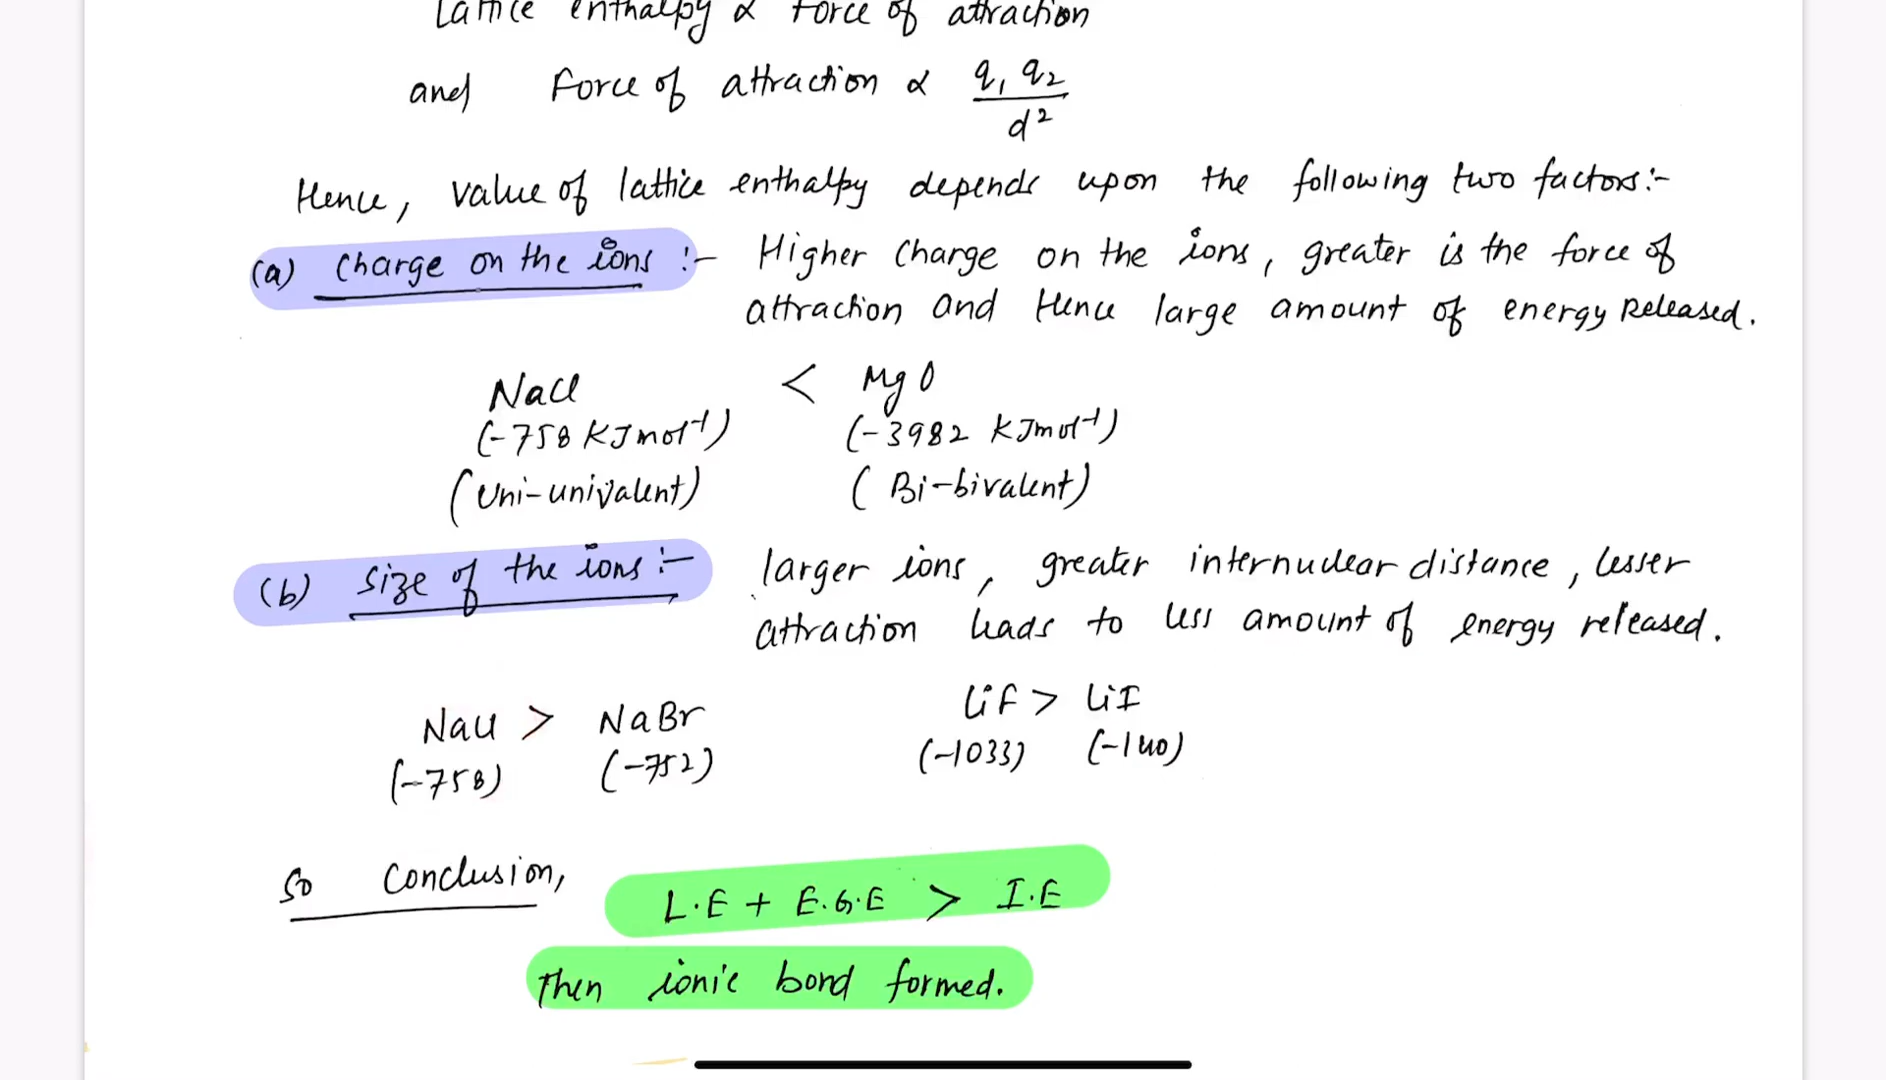 Lattice enthalpy α Force of attraction
and Force of attraction α q₁ q₂ / d²
Hence, value of lattice enthalpy depends upon the following two factors:-
(a) Charge on the ions :- Higher Charge on the ions, greater is the force of
attraction and Hence large amount of energy Released.
NaCl < MgO
(-758 KJmol⁻¹) (-3982 KJmol⁻¹)
(Uni-univalent) (Bi-bivalent)
(b) Size of the ions :- larger ions, greater internuclear distance, lesser
attraction leads to less amount of energy released.
NaCl > NaBr LiF > LiI
(-758) (-752) (-1033)
So Conclusion, L.E + E.G.E > I.E
Then ionic bond formed.